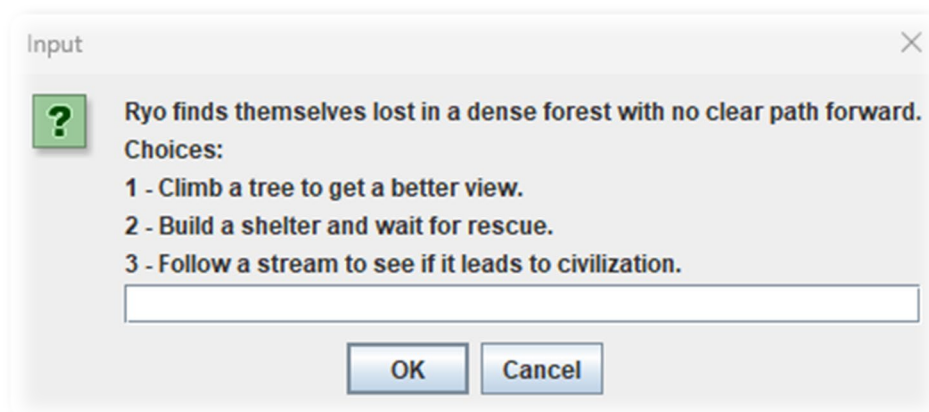 Input
?
Ryo finds themselves lost in a dense forest with no clear path forward.
Choices:
1 - Climb a tree to get a better view.
2 - Build a shelter and wait for rescue.
3 - Follow a stream to see if it leads to civilization.
OK
Cancel